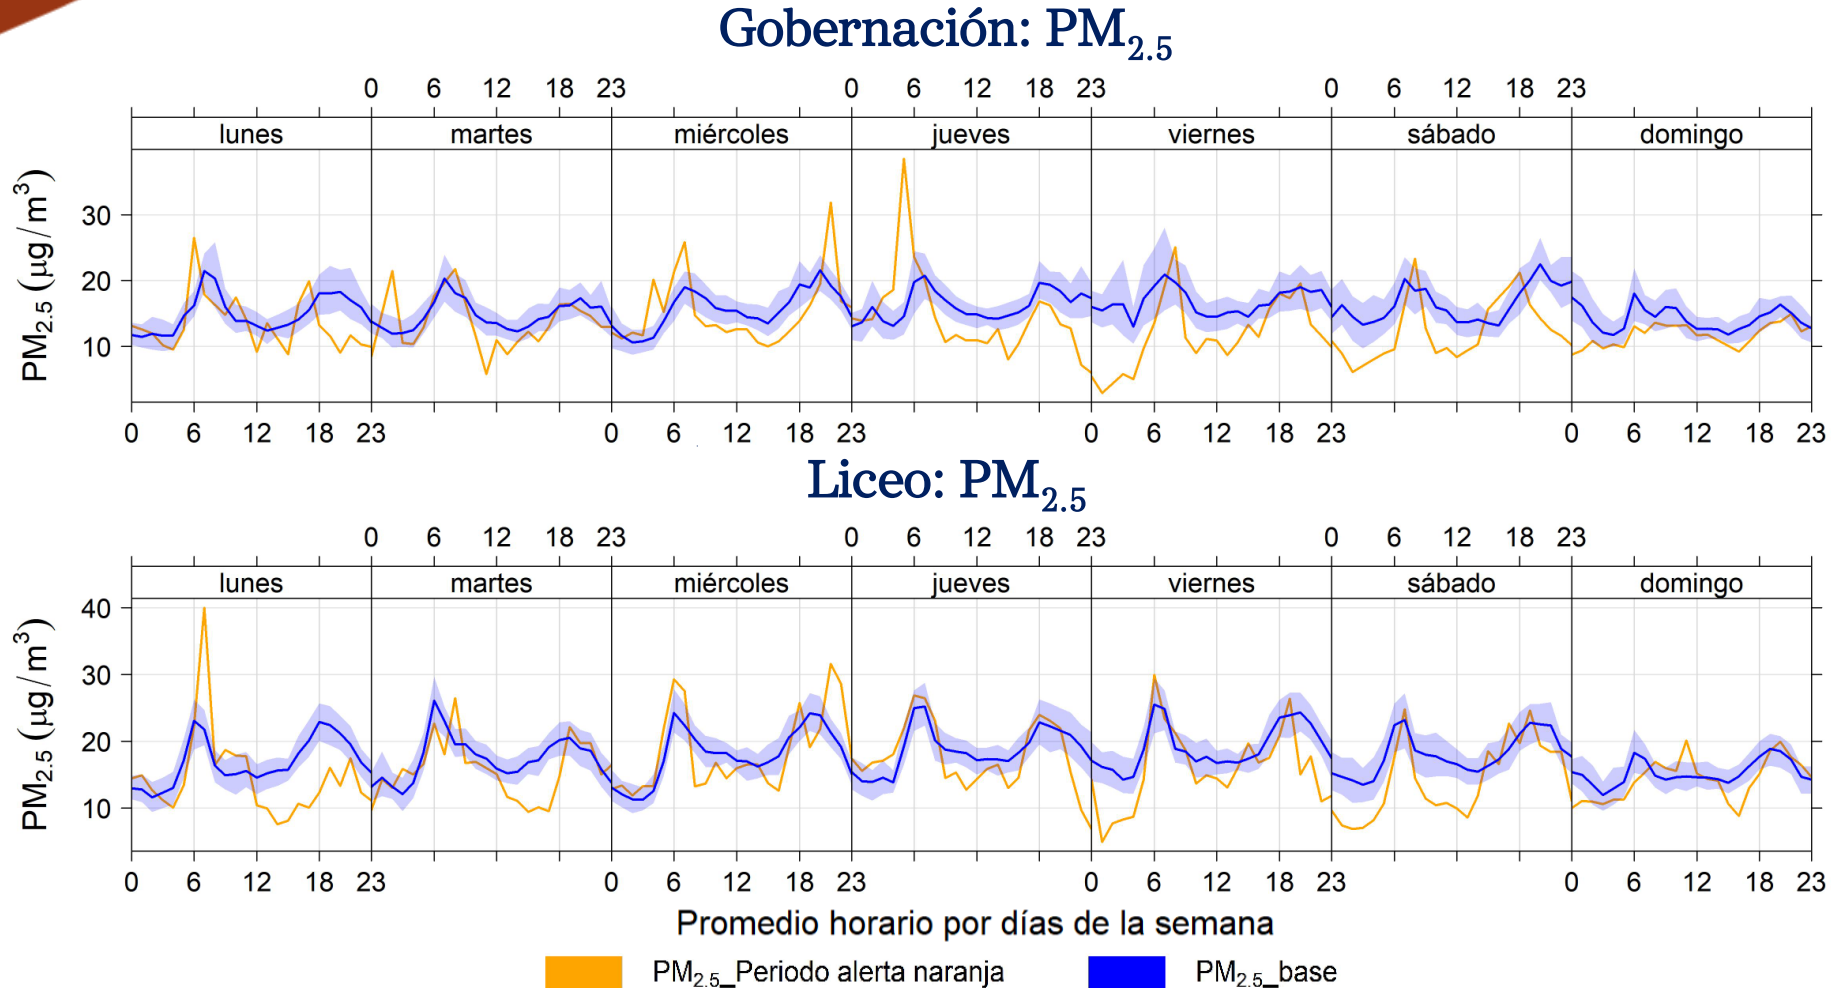 Gobernación: PM2.5
0 6 12 18 23 0 6 12 18 23 0 6 12 18 23
lunes martes miércoles jueves viernes sábado domingo
PM2.5 (μg/m³)
30
20
10
0 6 12 18 23 0 6 12 18 23 0 6 12 18 23 0 6 12 18 23
Liceo: PM2.5
0 6 12 18 23 0 6 12 18 23 0 6 12 18 23
lunes martes miércoles jueves viernes sábado domingo
PM2.5 (μg/m³)
40
30
20
10
0 6 12 18 23 0 6 12 18 23 0 6 12 18 23 0 6 12 18 23
Promedio horario por días de la semana
PM2.5_Periodo alerta naranja PM2.5_base